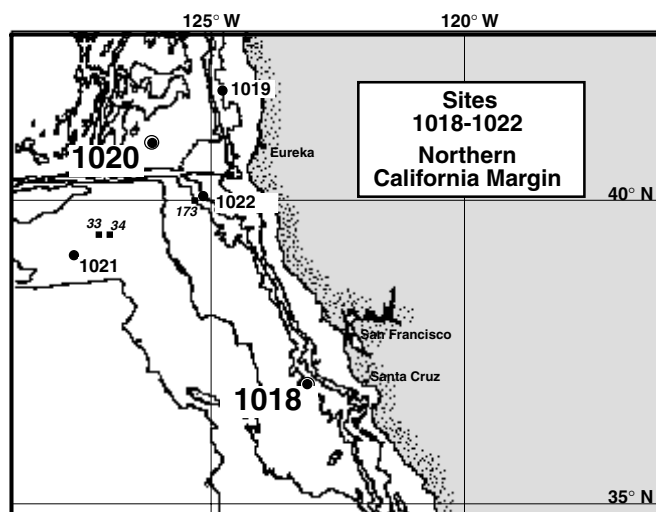 125° W
120° W
1019
Sites
1018-1022
Northern
California Margin
1020
Eureka
40° N
173
1022
33
34
1021
San Francisco
Santa Cruz
1018
35° N